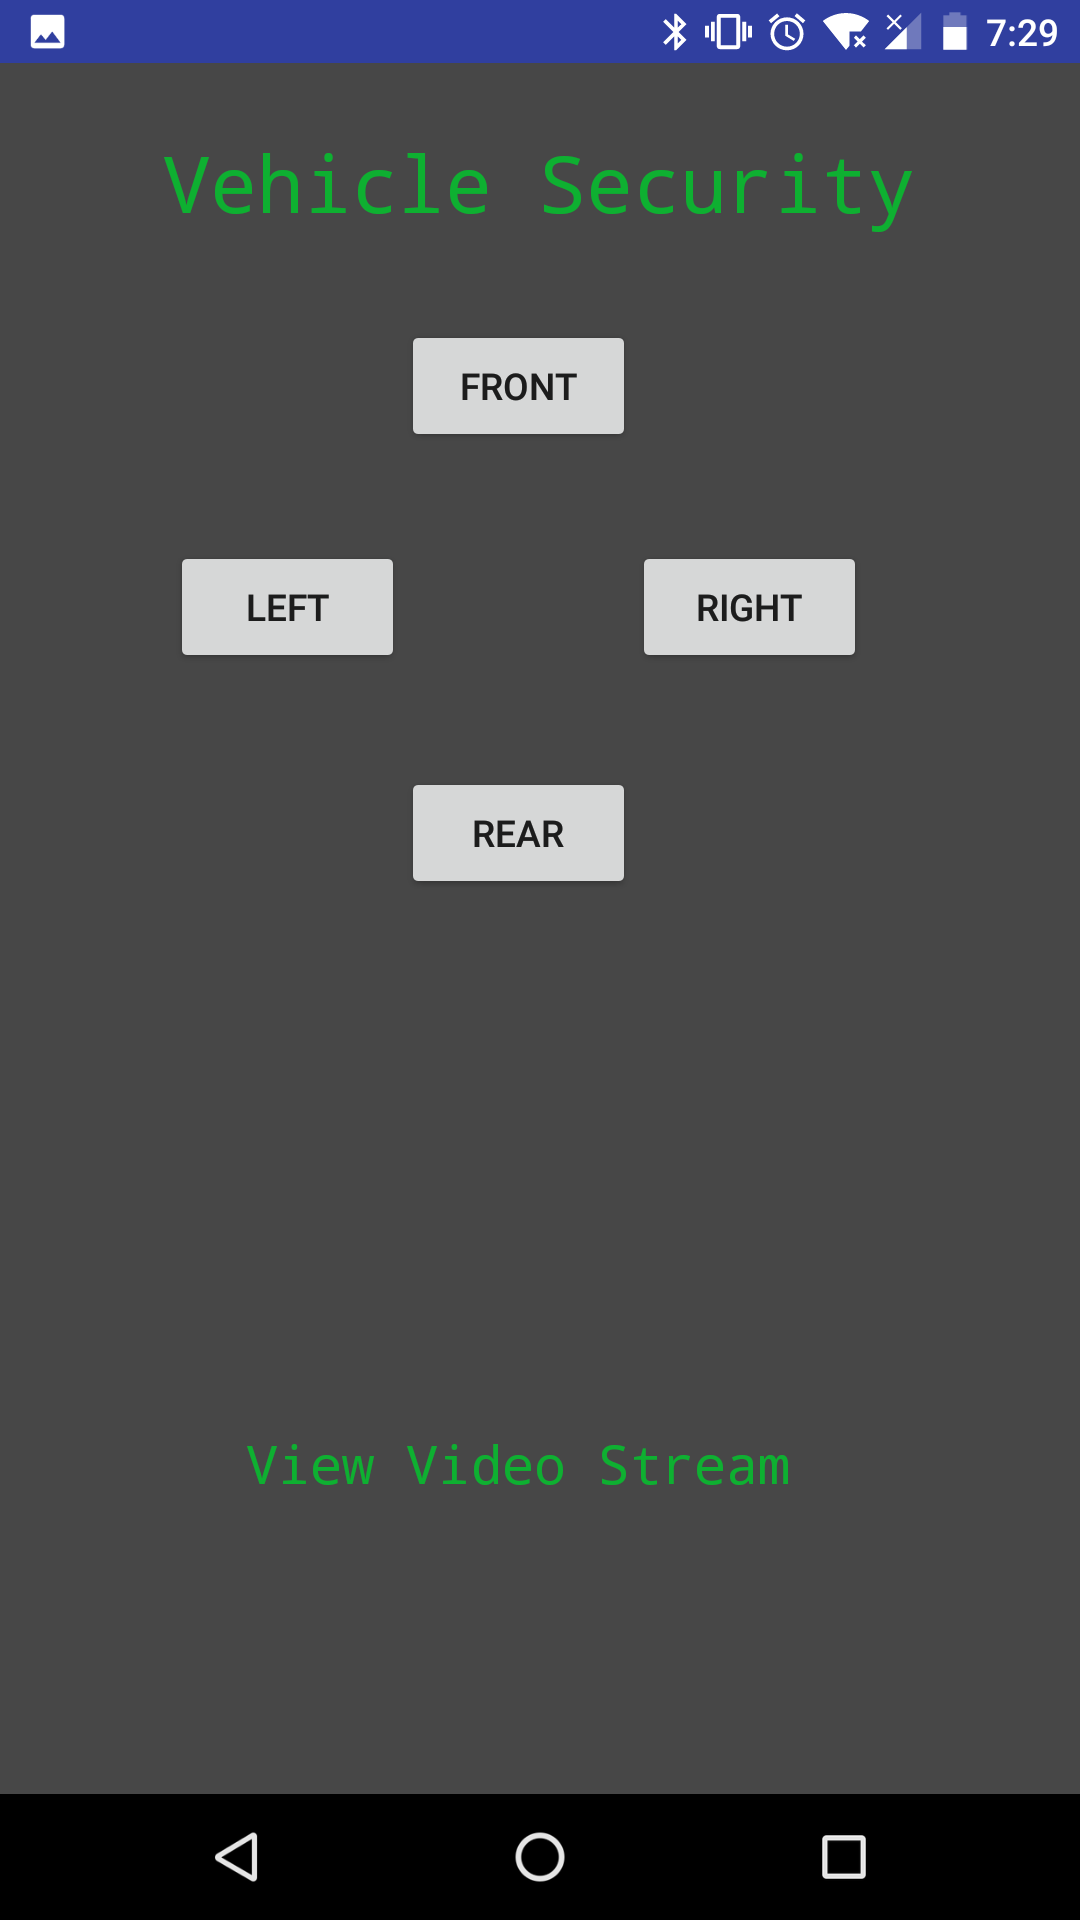 7:29
Vehicle Security
FRONT
LEFT RIGHT
REAR
View Video Stream